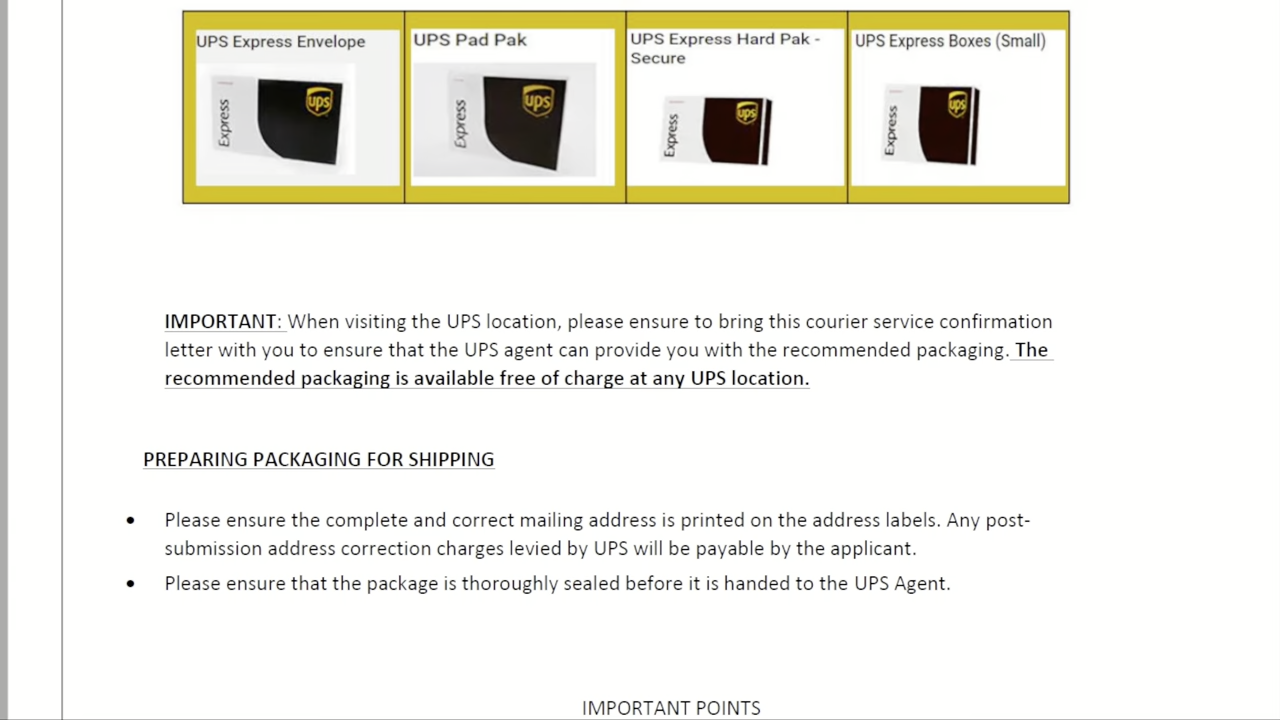 UPS Express Envelope
UPS Pad Pak
UPS Express Hard Pak -
Secure
UPS Express Boxes (Small)
Express
ups
Express
ups
Express
ups
Express
ups
IMPORTANT: When visiting the UPS location, please ensure to bring this courier service confirmation
letter with you to ensure that the UPS agent can provide you with the recommended packaging. The
recommended packaging is available free of charge at any UPS location.
PREPARING PACKAGING FOR SHIPPING
• Please ensure the complete and correct mailing address is printed on the address labels. Any post-
submission address correction charges levied by UPS will be payable by the applicant.
• Please ensure that the package is thoroughly sealed before it is handed to the UPS Agent.
IMPORTANT POINTS